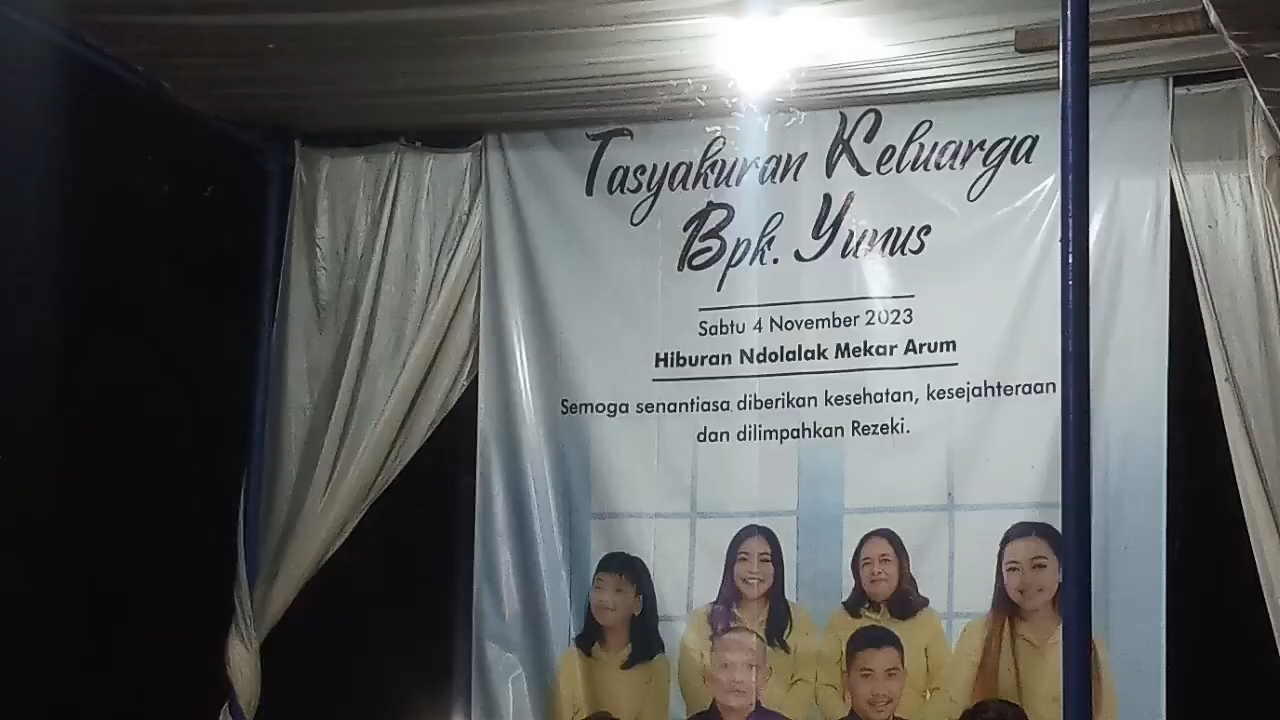 Tasyakuran Keluarga
Bpk. Yunus
Sabtu 4 November 2023
Hiburan Ndolalak Mekar Arum
Semoga senantiasa diberikan kesehatan, kesejahteraan
dan dilimpahkan Rezeki.